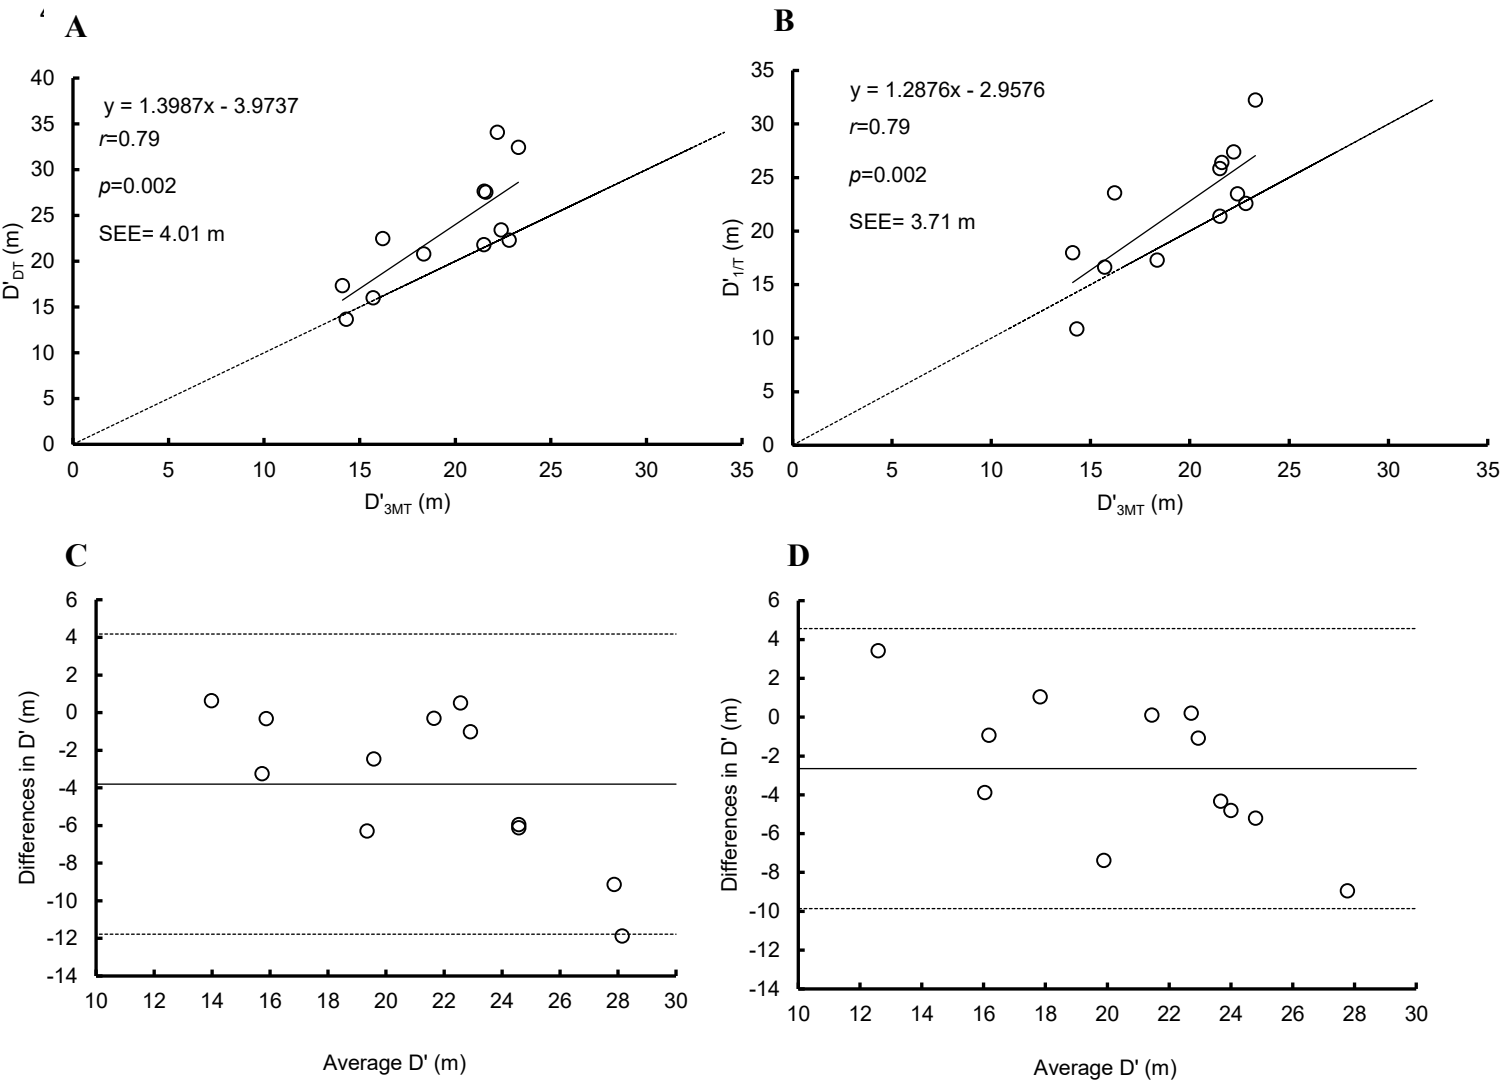 A
B
y = 1.3987x - 3.9737
r=0.79
p=0.002
SEE= 4.01 m
40
35
30
25
20
15
10
5
0
D'DT (m)
0 5 10 15 20 25 30 35
D'3MT (m)
y = 1.2876x - 2.9576
r=0.79
p=0.002
SEE= 3.71 m
35
30
25
20
15
10
5
0
D'1/T (m)
0 5 10 15 20 25 30 35
D'3MT (m)
C
D
6
4
2
0
-2
-4
-6
-8
-10
-12
-14
Differences in D' (m)
10 12 14 16 18 20 22 24 26 28 30
Average D' (m)
6
4
2
0
-2
-4
-6
-8
-10
-12
-14
Differences in D' (m)
10 12 14 16 18 20 22 24 26 28 30
Average D' (m)